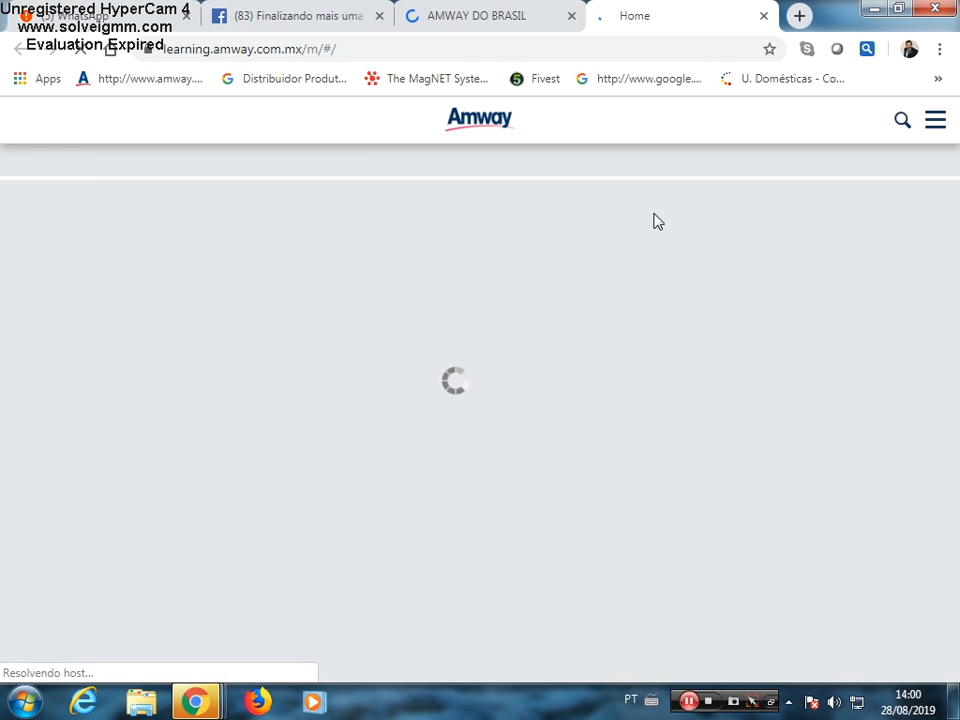 Unregistered HyperCam 4
www.solveigmm.com
Evaluation Expired
(5) WhatsApp
(83) Finalizando mais uma
AMWAY DO BRASIL
Home
learning.amway.com.mx/m/#/
Apps
http://www.amway....
Distribuidor Produt...
The MagNET Syste...
5
Fivest
http://www.google....
U. Domésticas - Co...
»
Amway
Resolvendo host...
PT
14:00
28/08/2019